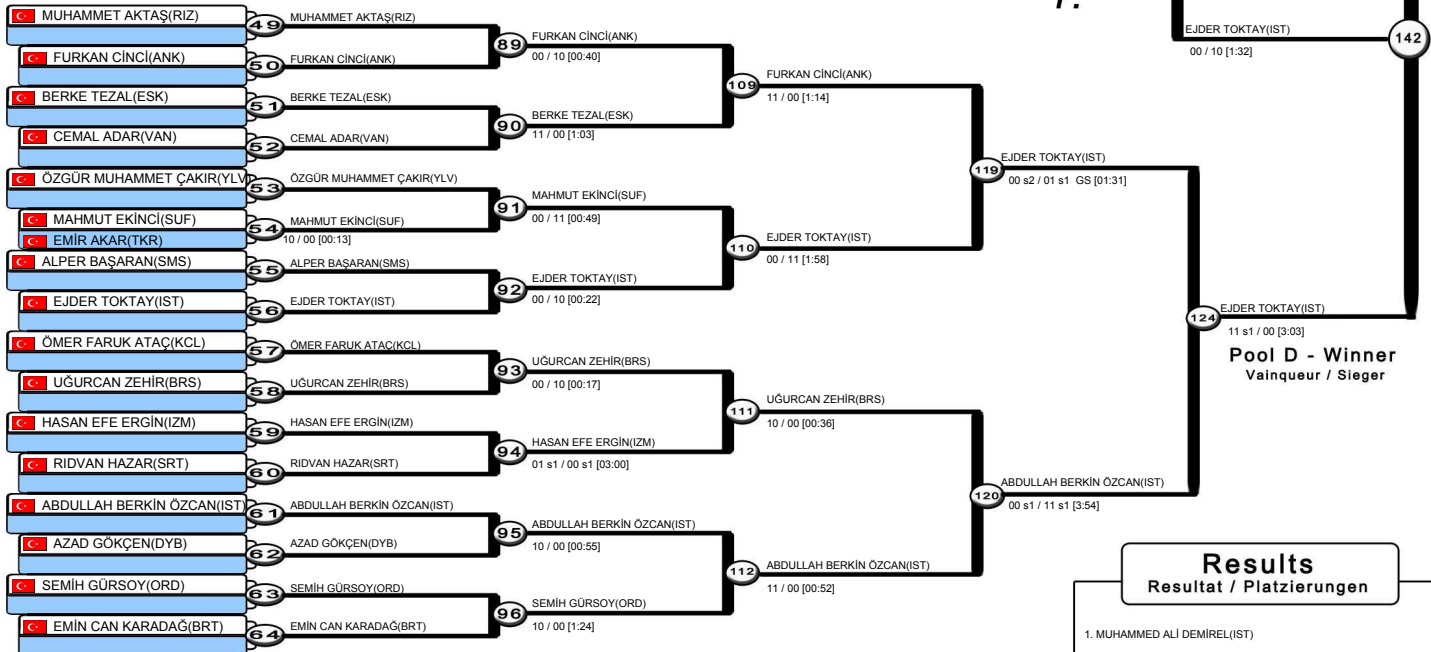 MUHAMMET AKTAŞ(RIZ)
FURKAN CİNCİ(ANK)
BERKE TEZAL(ESK)
CEMAL ADAR(VAN)
ÖZGÜR MUHAMMET ÇAKIR(YLV)
MAHMUT EKİNCİ(SUF)
EMİR AKAR(TKR)
ALPER BAŞARAN(SMS)
EJDER TOKTAY(IST)
ÖMER FARUK ATAÇ(KCL)
UĞURCAN ZEHİR(BRS)
HASAN EFE ERGİN(IZM)
RIDVAN HAZAR(SRT)
ABDULLAH BERKİN ÖZCAN(IST)
AZAD GÖKÇEN(DYB)
SEMİH GÜRSOY(ORD)
EMİN CAN KARADAĞ(BRT)
49 MUHAMMET AKTAŞ(RIZ)
50 FURKAN CİNCİ(ANK)
51 BERKE TEZAL(ESK)
52 CEMAL ADAR(VAN)
53 ÖZGÜR MUHAMMET ÇAKIR(YLV)
54 MAHMUT EKİNCİ(SUF)
10 / 00 [00:13]
55 ALPER BAŞARAN(SMS)
56 EJDER TOKTAY(IST)
57 ÖMER FARUK ATAÇ(KCL)
58 UĞURCAN ZEHİR(BRS)
59 HASAN EFE ERGİN(IZM)
60 RIDVAN HAZAR(SRT)
61 ABDULLAH BERKİN ÖZCAN(IST)
62 AZAD GÖKÇEN(DYB)
63 SEMİH GÜRSOY(ORD)
64 EMİN CAN KARADAĞ(BRT)
89 FURKAN CİNCİ(ANK)
00 / 10 [00:40]
90 BERKE TEZAL(ESK)
11 / 00 [1:03]
91 MAHMUT EKİNCİ(SUF)
00 / 11 [00:49]
92 EJDER TOKTAY(IST)
00 / 10 [00:22]
93 UĞURCAN ZEHİR(BRS)
00 / 10 [00:17]
94 HASAN EFE ERGİN(IZM)
01 s1 / 00 s1 [03:00]
95 ABDULLAH BERKİN ÖZCAN(IST)
10 / 00 [00:55]
96 SEMİH GÜRSOY(ORD)
10 / 00 [1:24]
109 FURKAN CİNCİ(ANK)
11 / 00 [1:14]
110 EJDER TOKTAY(IST)
00 / 11 [1:58]
111 UĞURCAN ZEHİR(BRS)
10 / 00 [00:36]
112 ABDULLAH BERKİN ÖZCAN(IST)
11 / 00 [00:52]
119 EJDER TOKTAY(IST)
00 s2 / 01 s1 GS [01:31]
120 ABDULLAH BERKİN ÖZCAN(IST)
00 s1 / 11 s1 [3:54]
EJDER TOKTAY(IST) 142
00 / 10 [1:32]
124 EJDER TOKTAY(IST)
11 s1 / 00 [3:03]
Pool D - Winner
Vainqueur / Sieger
Results
Resultat / Platzierungen
1. MUHAMMED ALİ DEMİREL(IST)